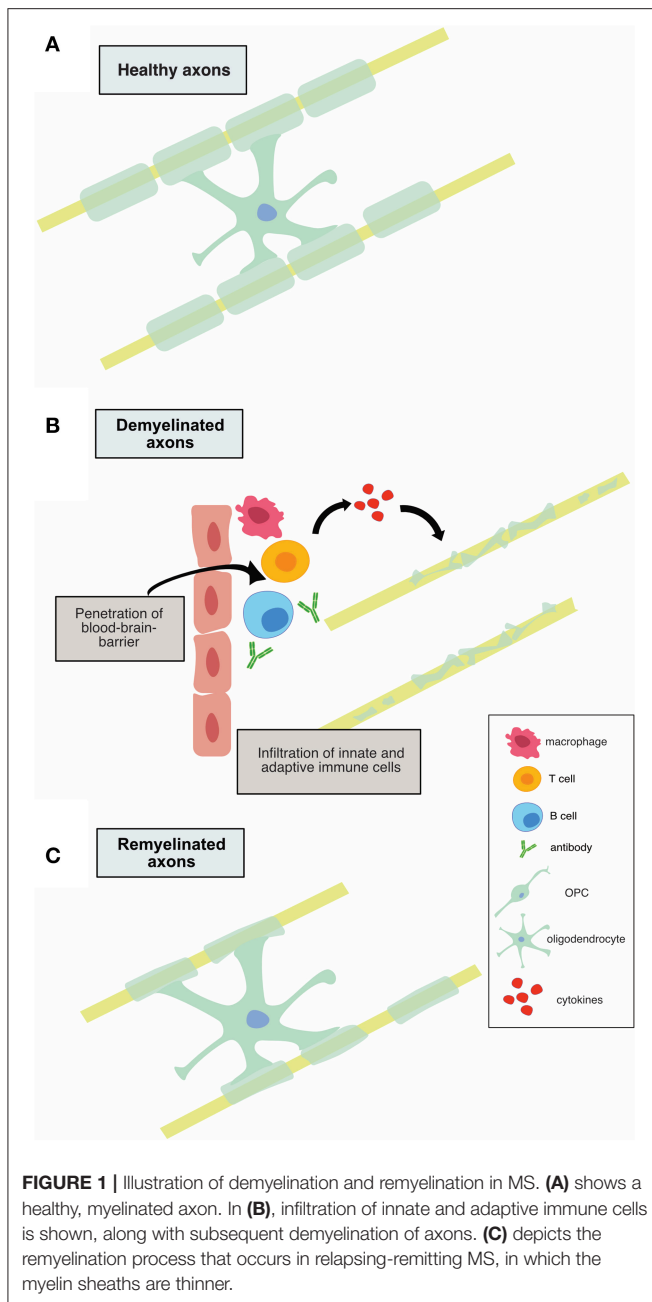 A
Healthy axons
B
Demyelinated
axons
Penetration of
blood-brain-
barrier
Infiltration of innate and
adaptive immune cells
macrophage
T cell
B cell
antibody
OPC
oligodendrocyte
cytokines
C
Remyelinated
axons
FIGURE 1 | Illustration of demyelination and remyelination in MS. (A) shows a
healthy, myelinated axon. In (B), infiltration of innate and adaptive immune cells
is shown, along with subsequent demyelination of axons. (C) depicts the
remyelination process that occurs in relapsing-remitting MS, in which the
myelin sheaths are thinner.